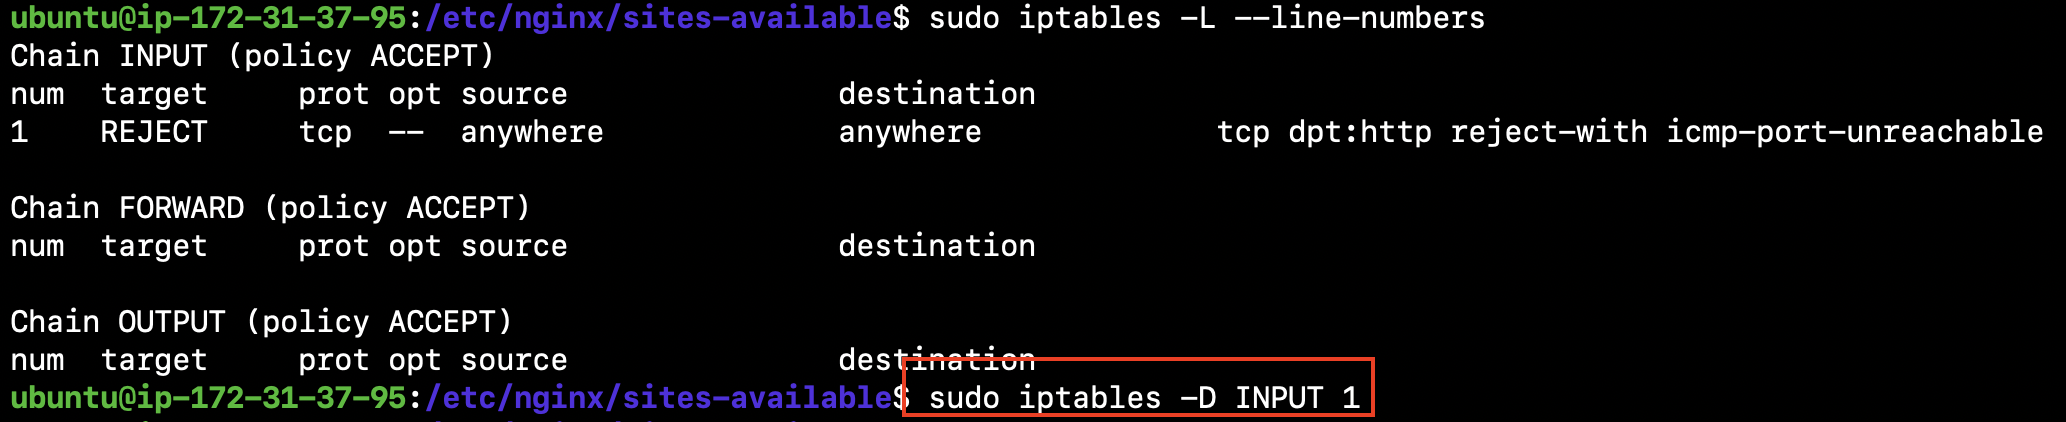 ubuntu@ip-172-31-37-95:/etc/nginx/sites-available$ sudo iptables -L --line-numbers
Chain INPUT (policy ACCEPT)
num  target     prot opt source               destination
1    REJECT     tcp  --  anywhere             anywhere             tcp dpt:http reject-with icmp-port-unreachable
Chain FORWARD (policy ACCEPT)
num  target     prot opt source               destination
Chain OUTPUT (policy ACCEPT)
num  target     prot opt source               destination
ubuntu@ip-172-31-37-95:/etc/nginx/sites-available$ sudo iptables -D INPUT 1